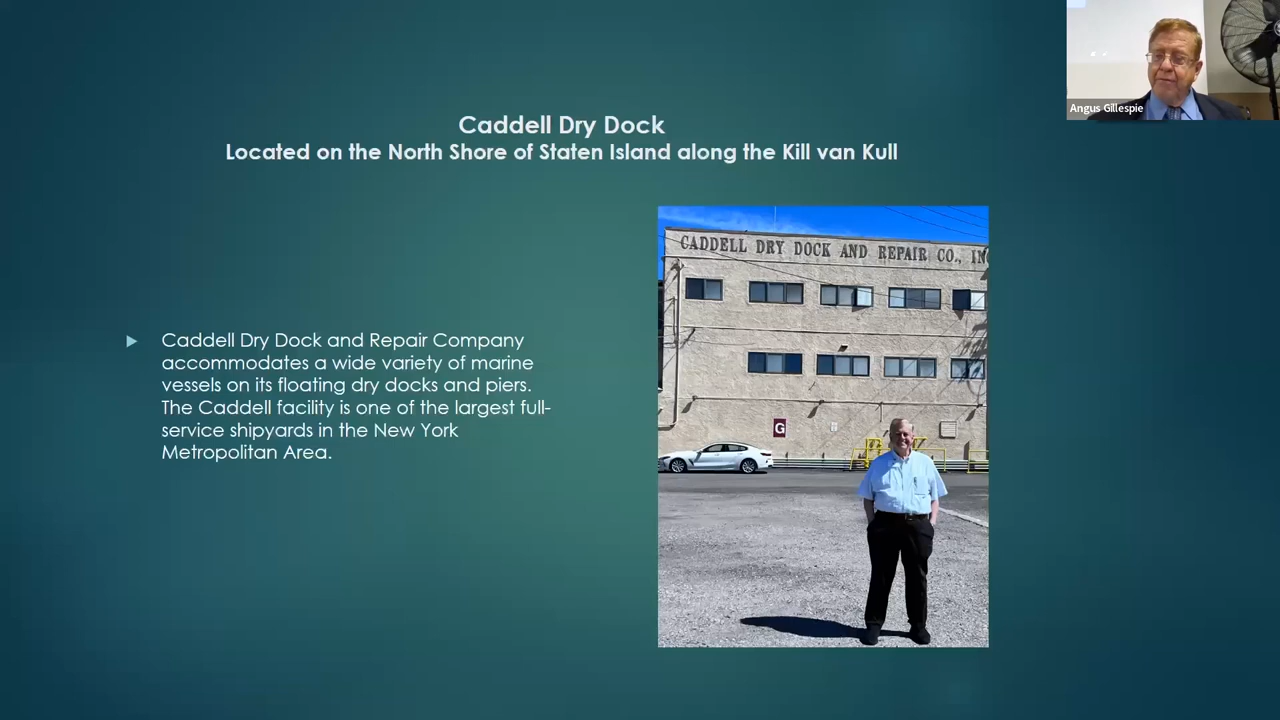 Angus Gillespie
Caddell Dry Dock
Located on the North Shore of Staten Island along the Kill van Kull
CADDELL DRY DOCK AND REPAIR CO., IN
G
Caddell Dry Dock and Repair Company
accommodates a wide variety of marine
vessels on its floating dry docks and piers.
The Caddell facility is one of the largest full-
service shipyards in the New York
Metropolitan Area.